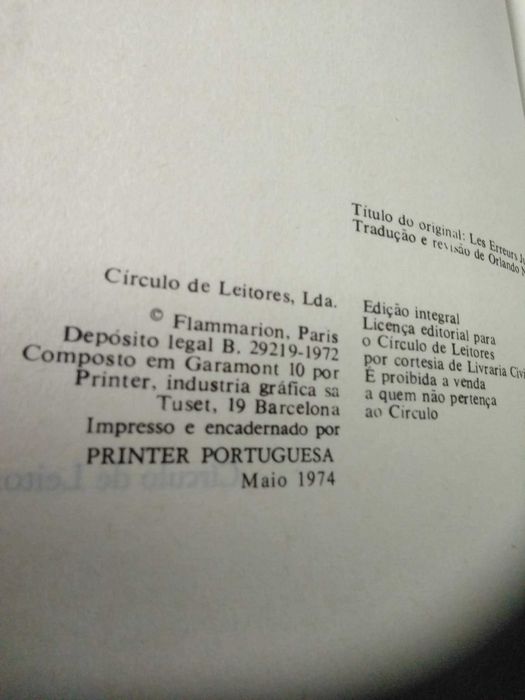 Título do original: Les Erreurs
Tradução e revisão de Orlando
Círculo de Leitores, Lda.
© Flammarion, Paris
Depósito legal B. 29219-1972
Composto em Garamont 10 por
Printer, industria gráfica sa
Tuset, 19 Barcelona
Impresso e encadernado por
PRINTER PORTUGUESA
Maio 1974
Edição integral
Licença editorial para
o Círculo de Leitores
por cortesia de Livraria
É proibida a venda
a quem não pertença
ao Círculo